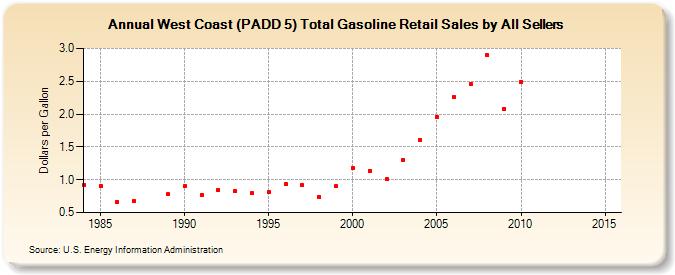 Annual West Coast (PADD 5) Total Gasoline Retail Sales by All Sellers
Dollars per Gallon
3.0
2.5
2.0
1.5
1.0
0.5
1985 1990 1995 2000 2005 2010 2015
Source: U.S. Energy Information Administration